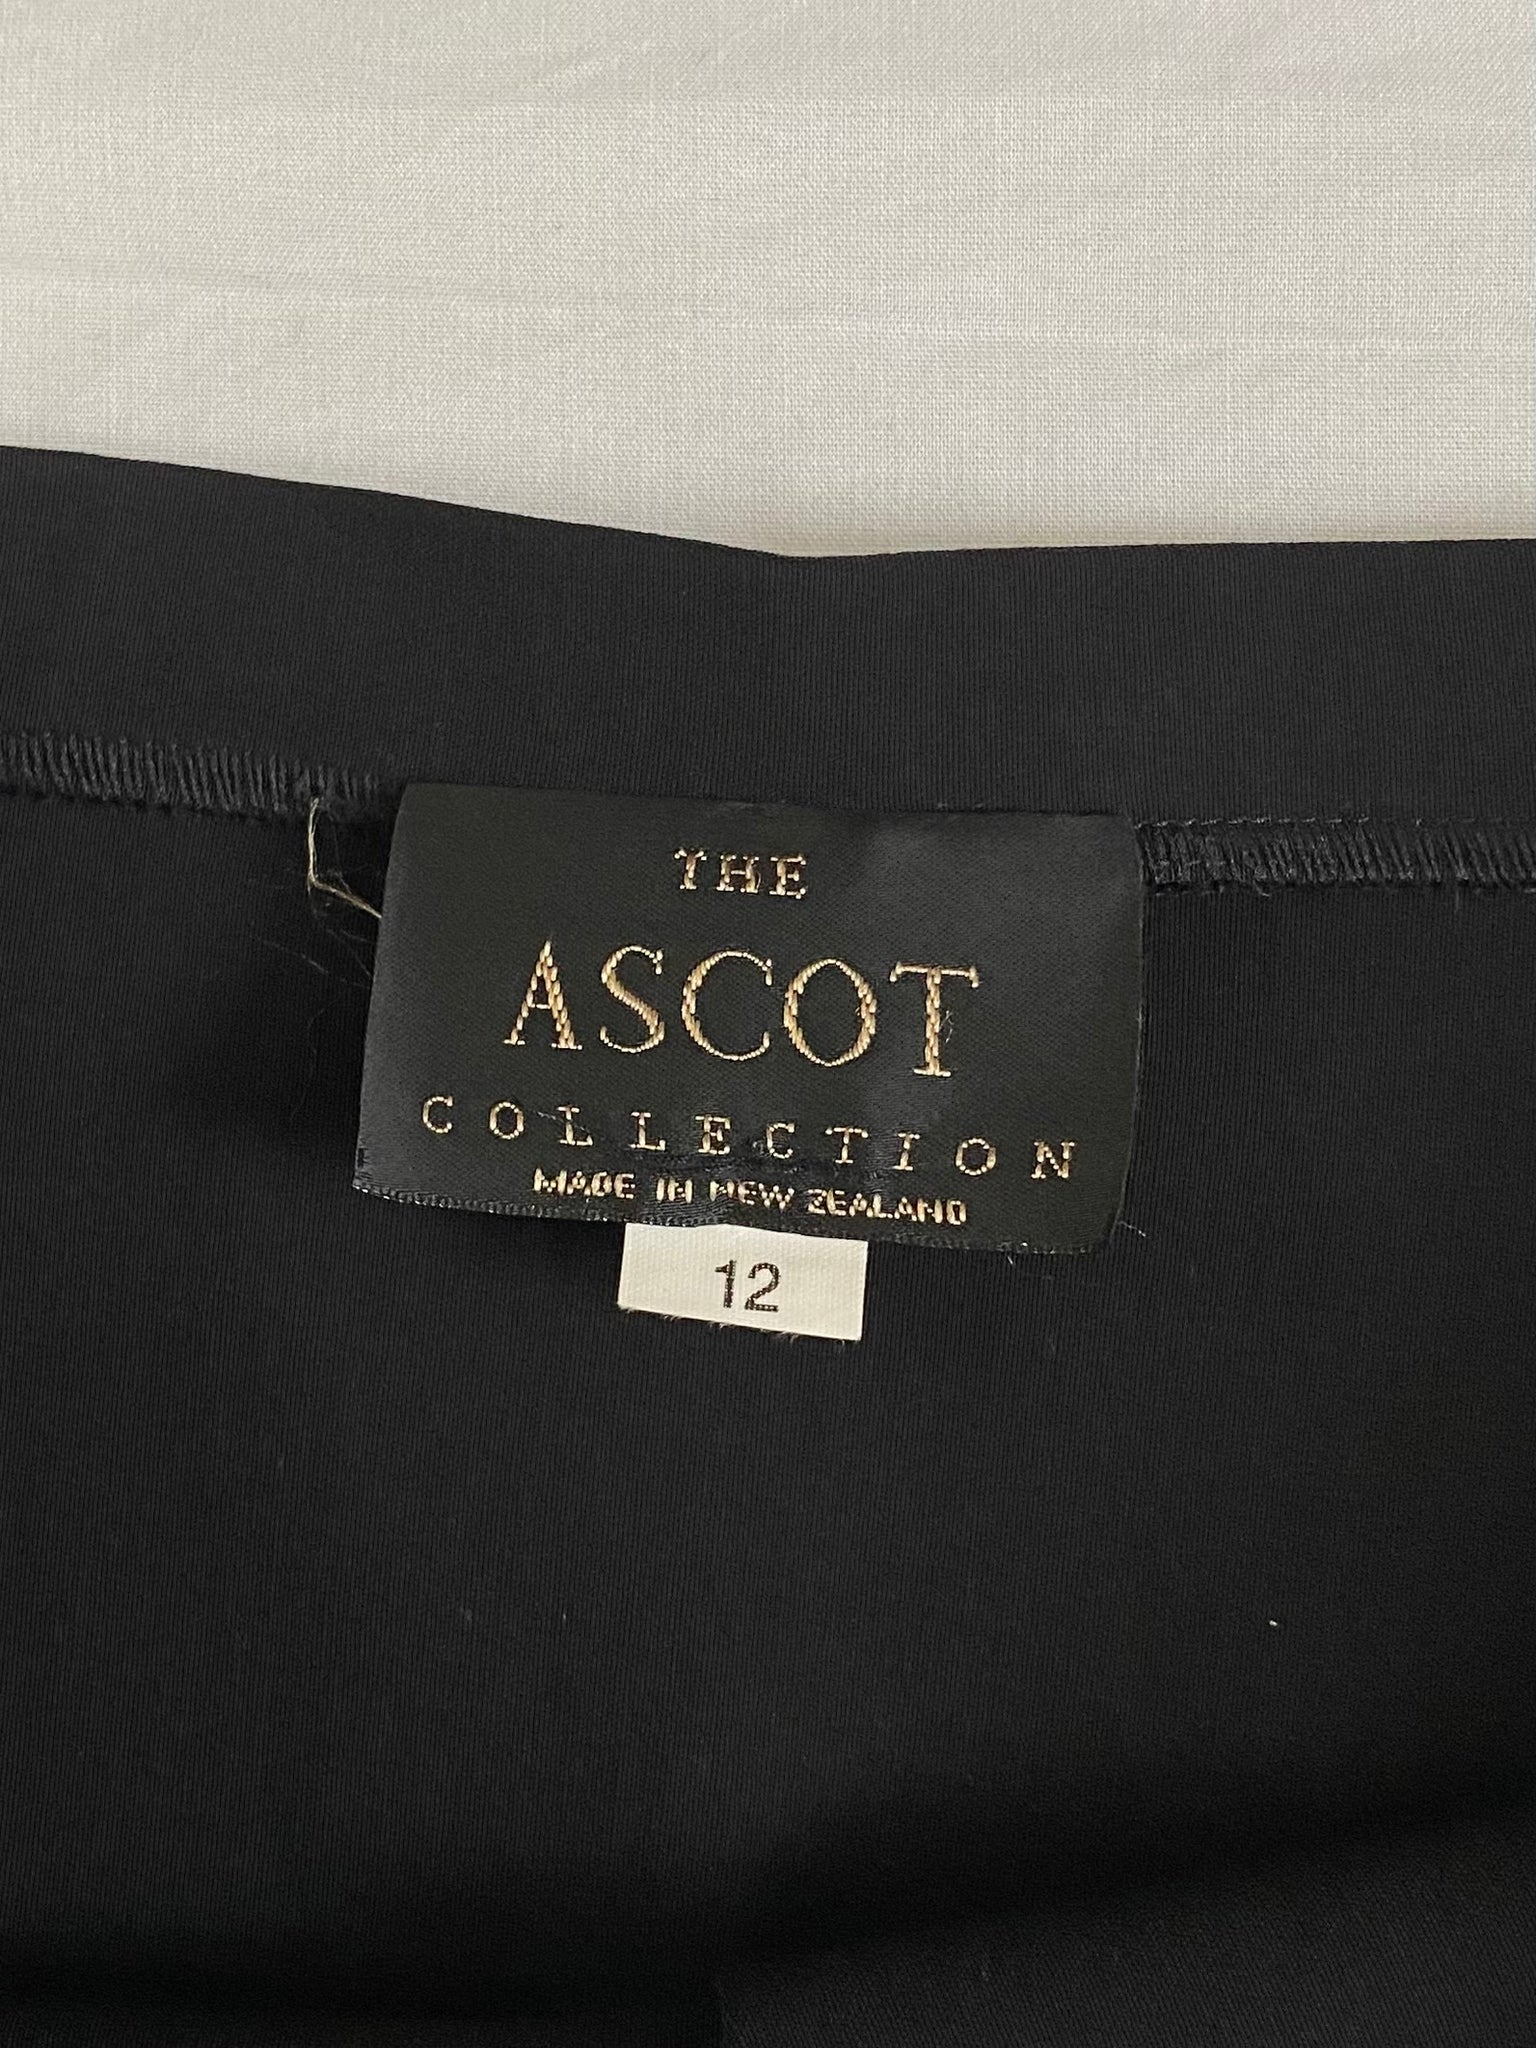 THE
ASCOT
COLLECTION
MADE IN NEW ZEALAND
12